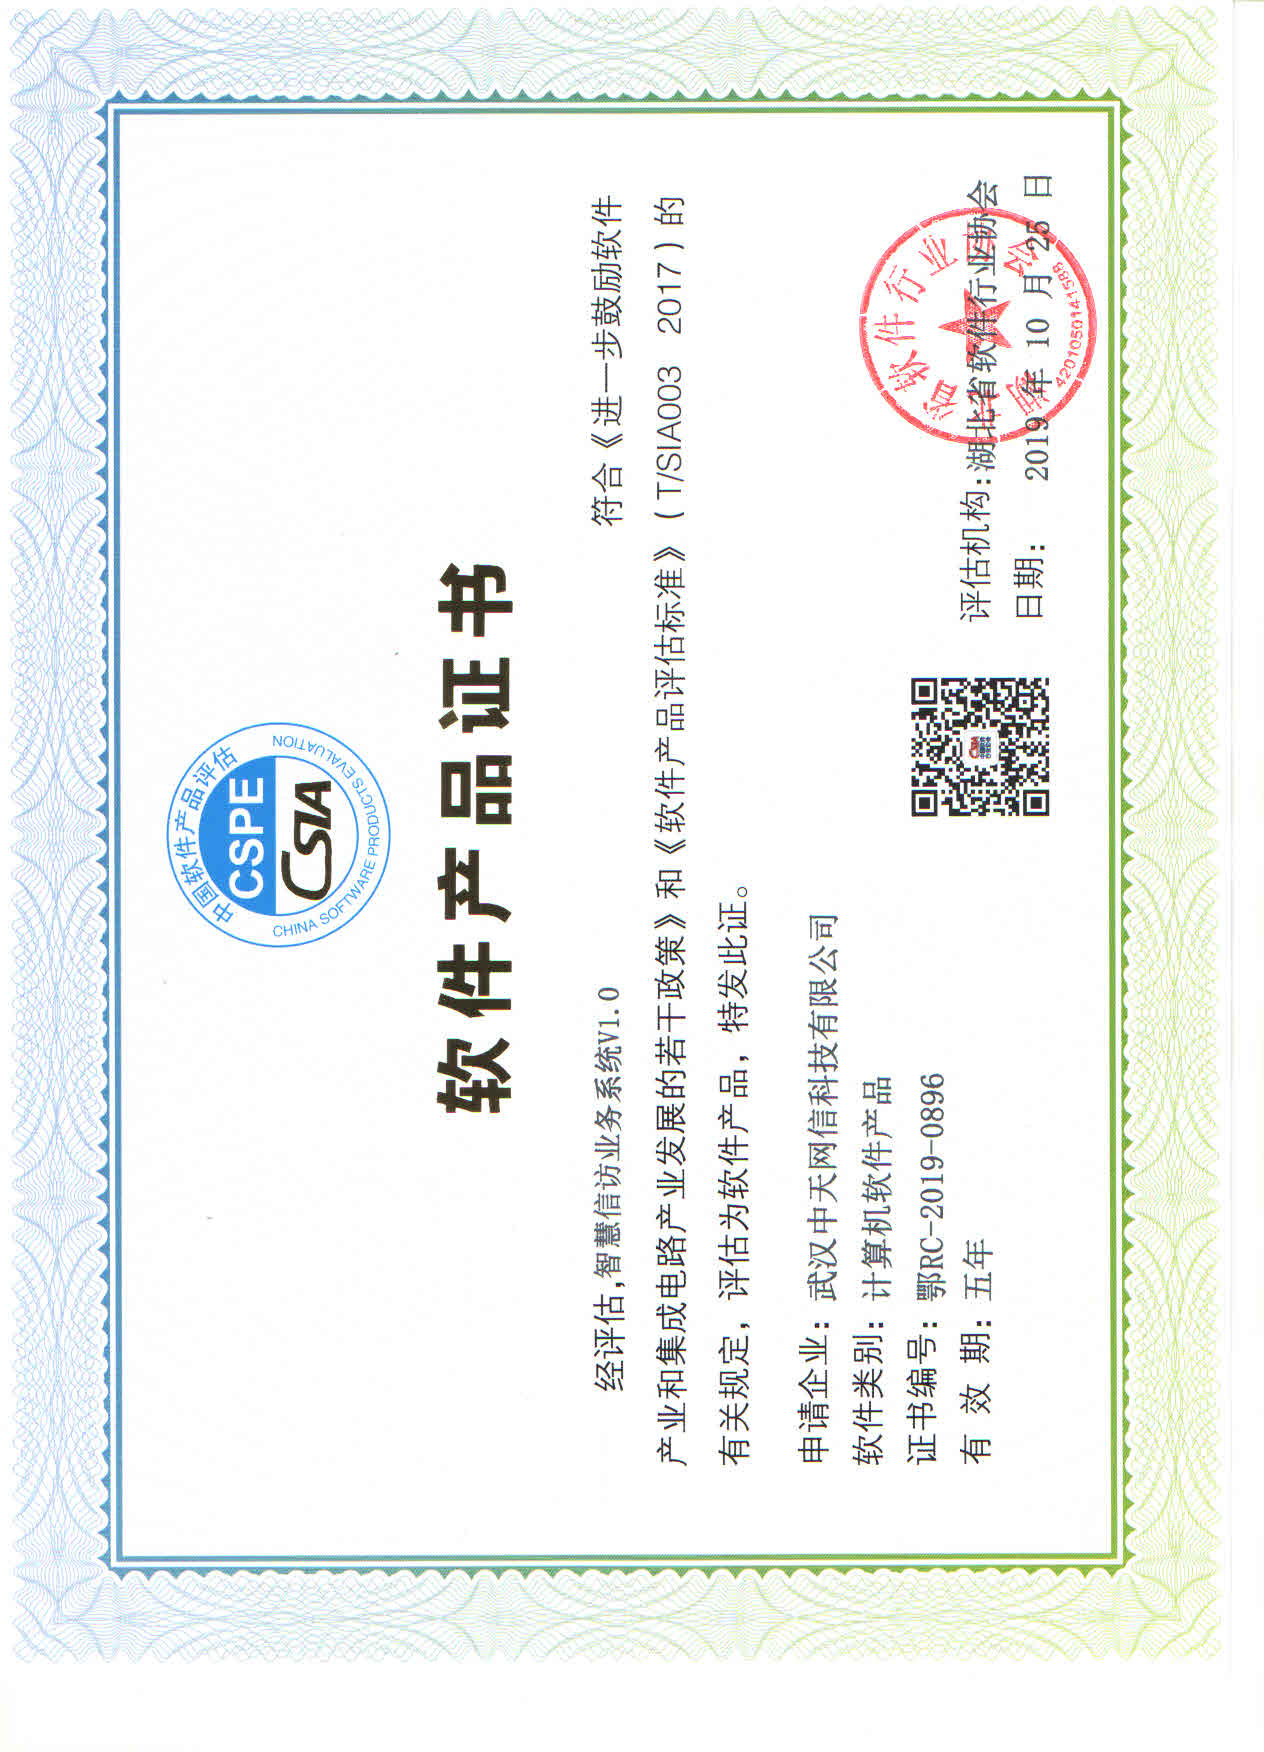 中国软件产品评估
CSPE
CSIA
CHINA SOFTWARE PRODUCTS EVALUATION
软件产品证书
经评估,智慧信访业务系统V1.0 符合《进一步鼓励软件
产业和集成电路产业发展的若干政策》和《软件产品评估标准》(T/SIA003 2017)的
有关规定，评估为软件产品，特发此证。
申请企业：武汉中天网信科技有限公司
软件类别：计算机软件产品
证书编号：鄂RC-2019-0896
有 效 期：五年
评估机构：湖北省软件行业协会
日期： 2019 年 10 月 25 日
湖北省软件行业协会
4201050141588